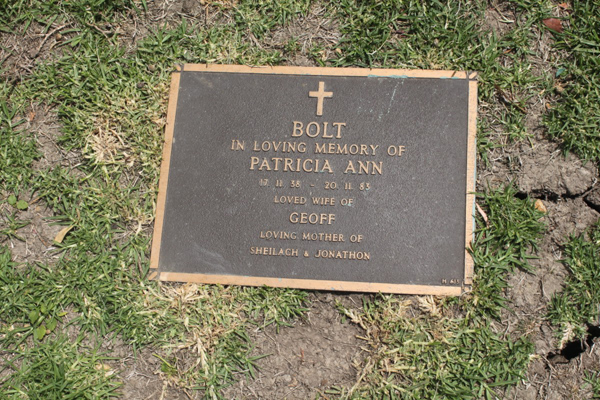 BOLT
IN LOVING MEMORY OF
PATRICIA ANN
17. 11. 38 - 20. 11. 83
LOVED WIFE OF
GEOFF
LOVING MOTHER OF
SHEILACH & JONATHON